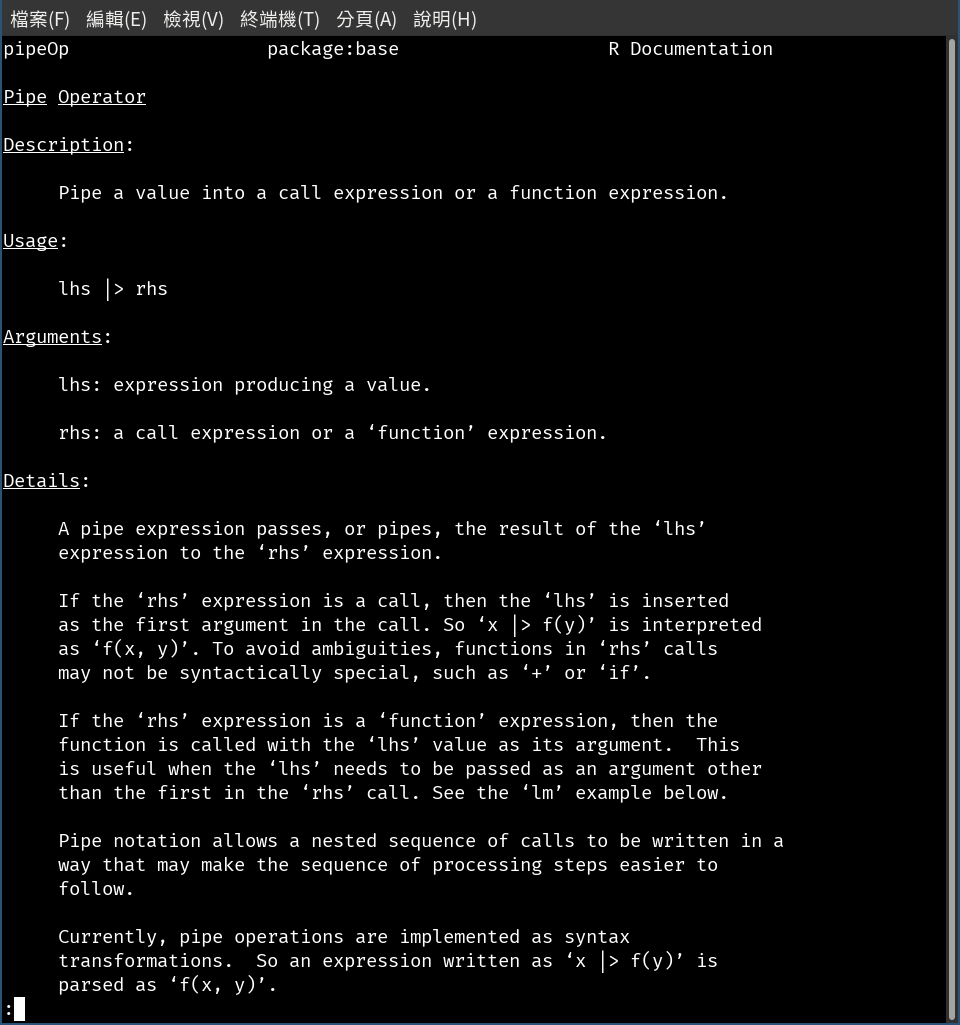 檔案(F) 編輯(E) 檢視(V) 終端機(T) 分頁(A) 說明(H)
pipeOp package:base R Documentation
Pipe Operator
Description:
Pipe a value into a call expression or a function expression.
Usage:
lhs |> rhs
Arguments:
lhs: expression producing a value.
rhs: a call expression or a ‘function’ expression.
Details:
A pipe expression passes, or pipes, the result of the ‘lhs’
expression to the ‘rhs’ expression.
If the ‘rhs’ expression is a call, then the ‘lhs’ is inserted
as the first argument in the call. So ‘x |> f(y)’ is interpreted
as ‘f(x, y)’. To avoid ambiguities, functions in ‘rhs’ calls
may not be syntactically special, such as ‘+’ or ‘if’.
If the ‘rhs’ expression is a ‘function’ expression, then the
function is called with the ‘lhs’ value as its argument.  This
is useful when the ‘lhs’ needs to be passed as an argument other
than the first in the ‘rhs’ call. See the ‘lm’ example below.
Pipe notation allows a nested sequence of calls to be written in a
way that may make the sequence of processing steps easier to
follow.
Currently, pipe operations are implemented as syntax
transformations.  So an expression written as ‘x |> f(y)’ is
parsed as ‘f(x, y)’.
: